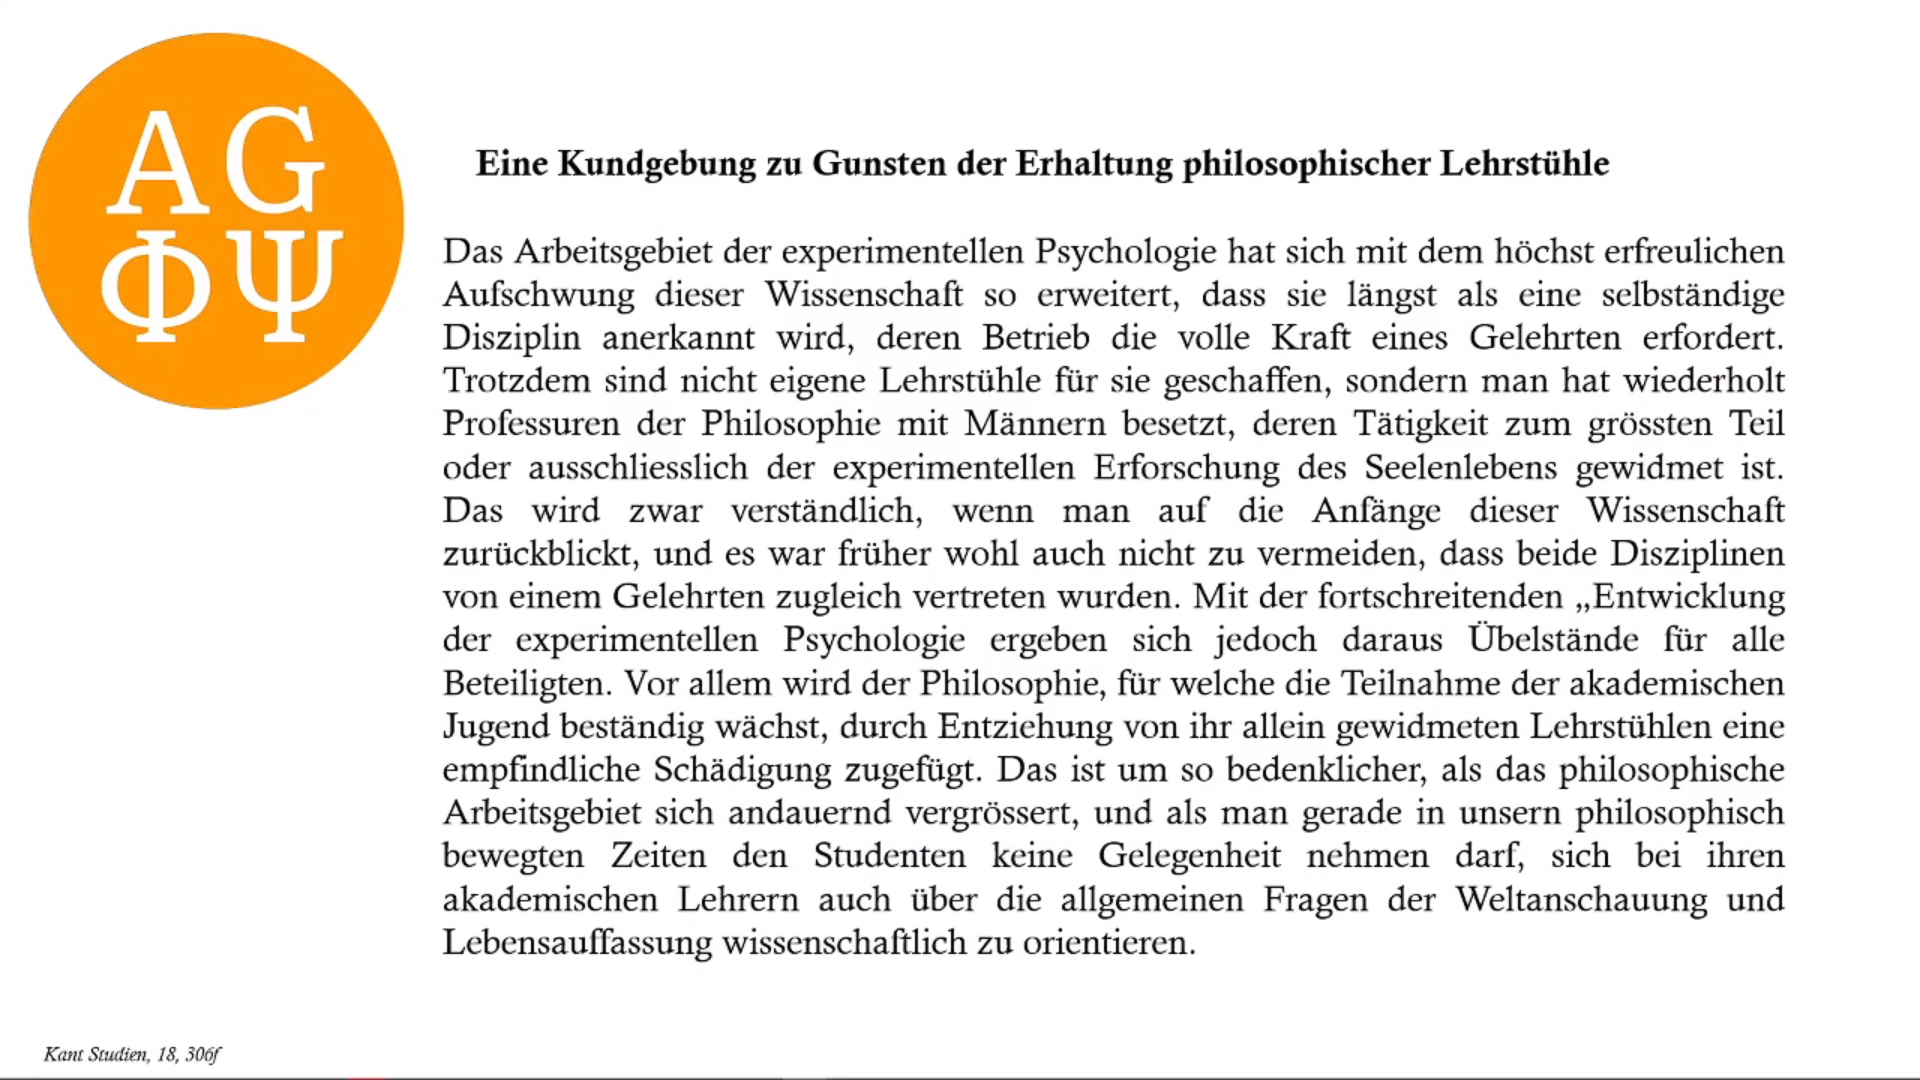 AG
ΦΨ
Eine Kundgebung zu Gunsten der Erhaltung philosophischer Lehrstühle
Das Arbeitsgebiet der experimentellen Psychologie hat sich mit dem höchst erfreulichen
Aufschwung dieser Wissenschaft so erweitert, dass sie längst als eine selbständige
Disziplin anerkannt wird, deren Betrieb die volle Kraft eines Gelehrten erfordert.
Trotzdem sind nicht eigene Lehrstühle für sie geschaffen, sondern man hat wiederholt
Professuren der Philosophie mit Männern besetzt, deren Tätigkeit zum grössten Teil
oder ausschliesslich der experimentellen Erforschung des Seelenlebens gewidmet ist.
Das wird zwar verständlich, wenn man auf die Anfänge dieser Wissenschaft
zurückblickt, und es war früher wohl auch nicht zu vermeiden, dass beide Disziplinen
von einem Gelehrten zugleich vertreten wurden. Mit der fortschreitenden „Entwicklung
der experimentellen Psychologie ergeben sich jedoch daraus Übelstände für alle
Beteiligten. Vor allem wird der Philosophie, für welche die Teilnahme der akademischen
Jugend beständig wächst, durch Entziehung von ihr allein gewidmeten Lehrstühlen eine
empfindliche Schädigung zugefügt. Das ist um so bedenklicher, als das philosophische
Arbeitsgebiet sich andauernd vergrössert, und als man gerade in unsern philosophisch
bewegten Zeiten den Studenten keine Gelegenheit nehmen darf, sich bei ihren
akademischen Lehrern auch über die allgemeinen Fragen der Weltanschauung und
Lebensauffassung wissenschaftlich zu orientieren.
Kant Studien, 18, 306f